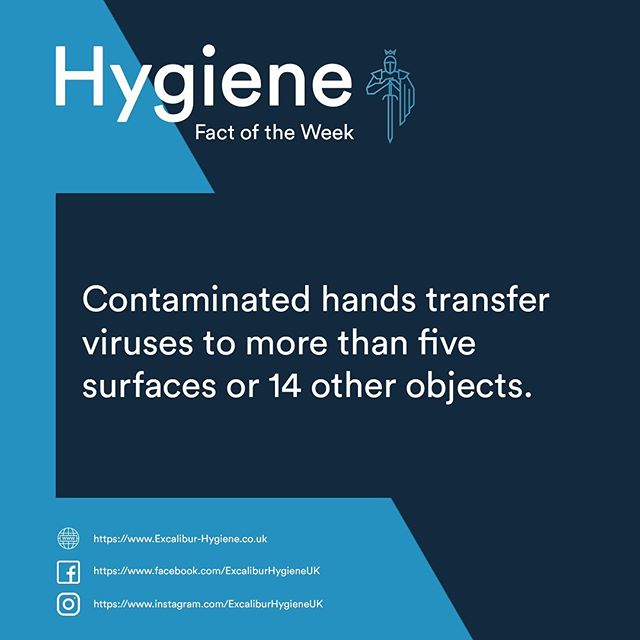 Hygiene
Fact of the Week
Contaminated hands transfer
viruses to more than five
surfaces or 14 other objects.
https://www.Excalibur-Hygiene.co.uk
https://www.facebook.com/ExcaliburHygieneUK
https://www.instagram.com/ExcaliburHygieneUK